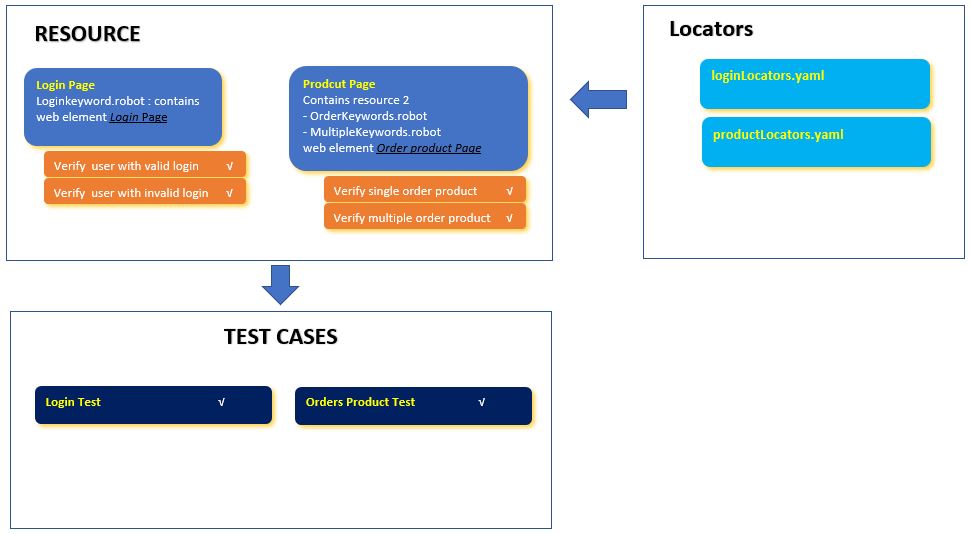 RESOURCE
Login Page
Loginkeyword.robot : contains
web element Login Page
Verify  user with valid login √
Verify  user with invalid login √
Prodcut Page
Contains resource 2
- OrderKeywords.robot
- MultipleKeywords.robot
web element Order product Page
Verify single order product √
Verify multiple order product √
Locators
loginLocators.yaml
productLocators.yaml
TEST CASES
Login Test √
Orders Product Test √